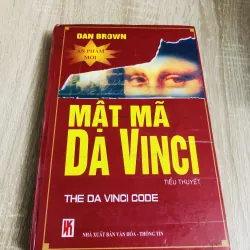 DAN BROWN
ẤN PHẨM
MỚI
MẬT MÃ
DA VINCI
TIỂU THUYẾT
THE DA VINCI CODE
NHÀ XUẤT BẢN VĂN HÓA - THÔNG TIN